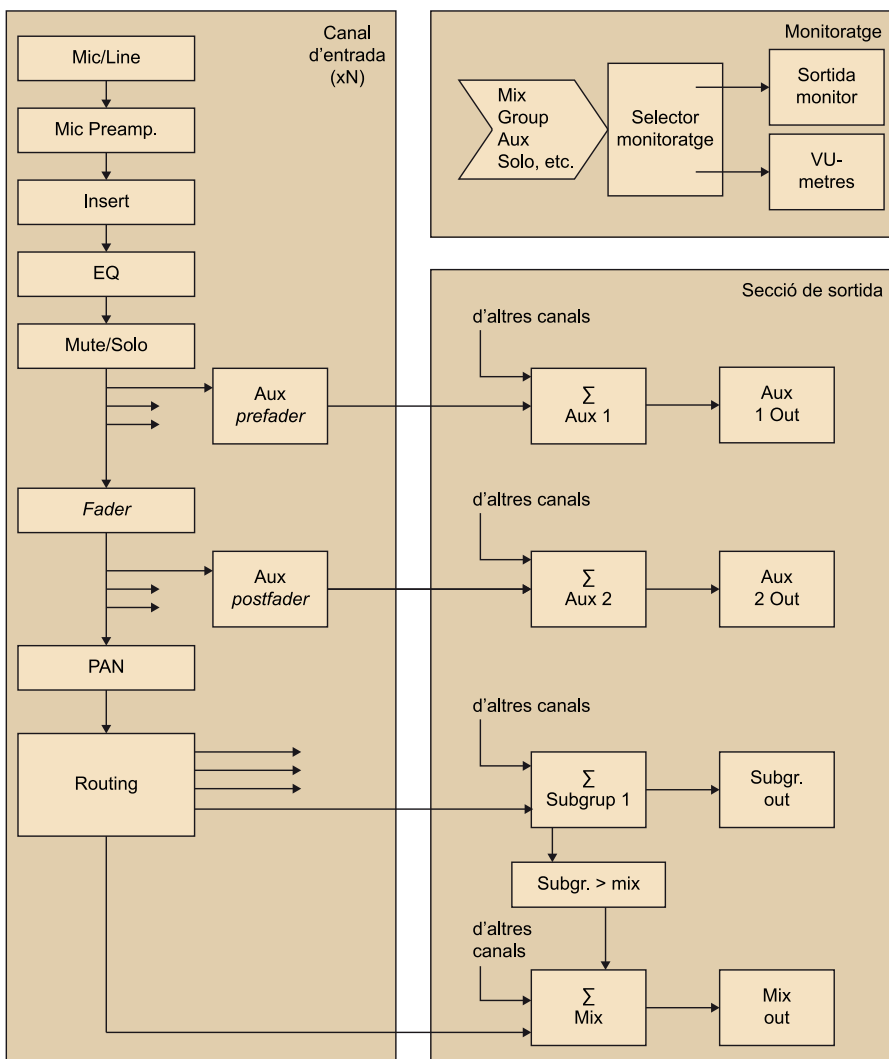 Canal
d'entrada
(xN)
Mic/Line
Mic Preamp.
Insert
EQ
Mute/Solo
Aux
prefader
Fader
Aux
postfader
PAN
Routing
Monitoratge
Mix
Group
Aux
Solo, etc.
Selector
monitoratge
Sortida
monitor
VU-
metres
Secció de sortida
d'altres canals
∑
Aux 1
Aux
1 Out
d'altres canals
∑
Aux 2
Aux
2 Out
d'altres canals
∑
Subgrup 1
Subgr.
out
Subgr. > mix
d'altres
canals
∑
Mix
Mix
out